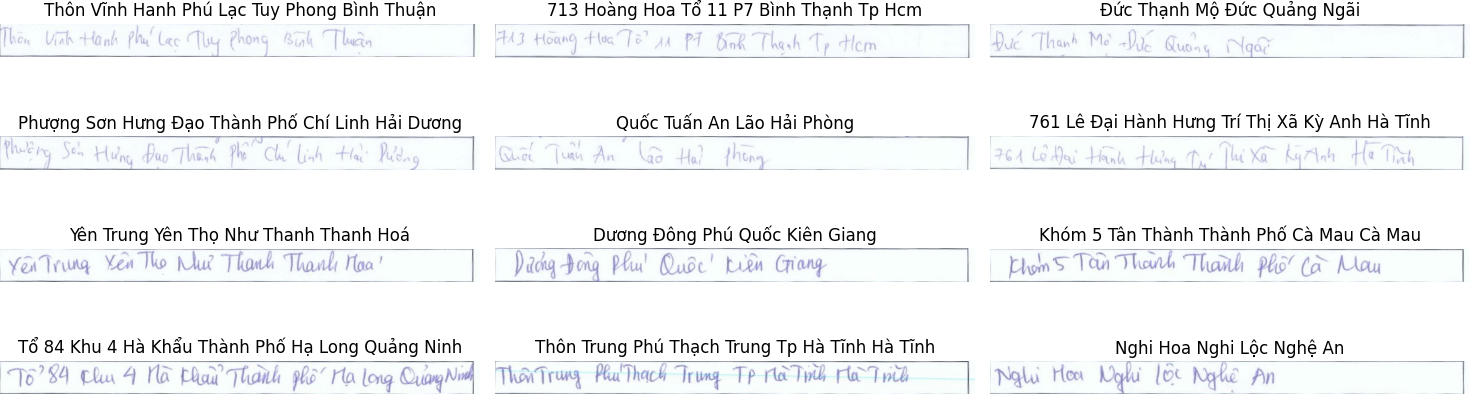 Thôn Vĩnh Hanh Phú Lạc Tuy Phong Bình Thuận
Thôn Vĩnh Hanh Phú Lạc Tuy Phong Bình Thuận
713 Hoàng Hoa Tổ 11 P7 Bình Thạnh Tp Hcm
713 Hoàng Hoa Tổ 11 P7 Bình Thạnh Tp Hcm
Đức Thạnh Mộ Đức Quảng Ngãi
Đức Thạnh Mộ Đức Quảng Ngãi
Phượng Sơn Hưng Đạo Thành Phố Chí Linh Hải Dương
Phượng Sơn Hưng Đạo Thành Phố Chí Linh Hải Dương
Quốc Tuấn An Lão Hải Phòng
Quốc Tuấn An Lão Hải Phòng
761 Lê Đại Hành Hưng Trí Thị Xã Kỳ Anh Hà Tĩnh
761 Lê Đại Hành Hưng Trí Thị Xã Kỳ Anh Hà Tĩnh
Yên Trung Yên Thọ Như Thanh Thanh Hoá
Yên Trung Yên Thọ Như Thanh Thanh Hoá
Dương Đông Phú Quốc Kiên Giang
Dương Đông Phú Quốc Kiên Giang
Khóm 5 Tân Thành Thành Phố Cà Mau Cà Mau
Khóm 5 Tân Thành Thành Phố Cà Mau
Tổ 84 Khu 4 Hà Khẩu Thành Phố Hạ Long Quảng Ninh
Tổ 84 Khu 4 Hà Khẩu Thành Phố Hạ Long Quảng Ninh
Thôn Trung Phú Thạch Trung Tp Hà Tĩnh Hà Tĩnh
Thôn Trung Phú Thạch Trung Tp Hà Tĩnh Hà Tĩnh
Nghi Hoa Nghi Lộc Nghệ An
Nghi Hoa Nghi Lộc Nghệ An